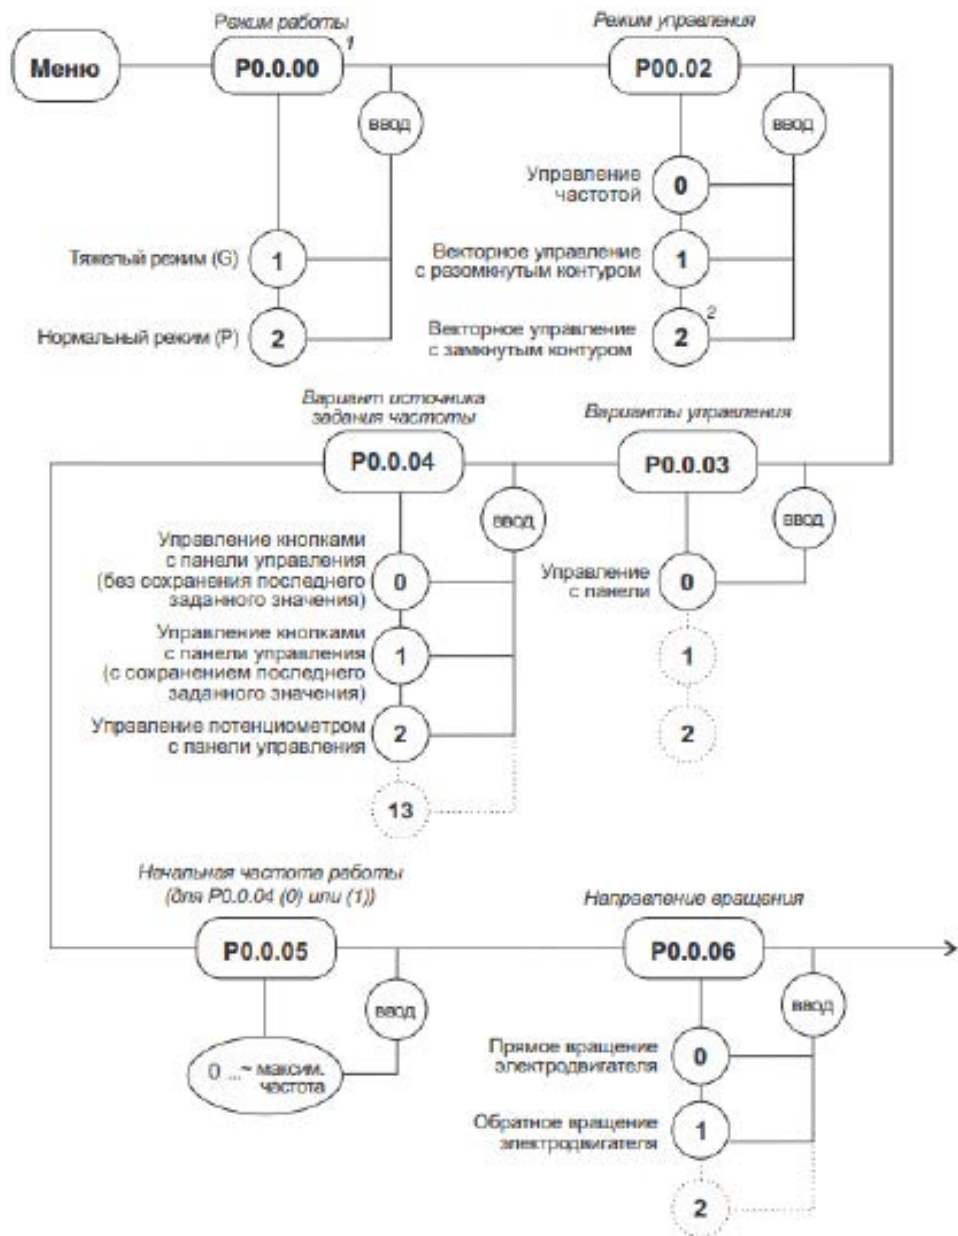 Режим работы
1
Меню
P0.0.00
ввод
Тяжелый режим (G)
1
Нормальный режим (P)
2
Режим управления
P00.02
ввод
Управление
частотой
0
Векторное управление
с разомкнутым контуром
1
Векторное управление
с замкнутым контуром
2
2
Вариант источника
задания частоты
P0.0.04
ввод
Управление кнопками
с панели управления
(без сохранения последнего
заданного значения)
0
Управление кнопками
с панели управления
(с сохранением последнего
заданного значения)
1
Управление потенциометром
с панели управления
2
13
Варианты управления
P0.0.03
ввод
Управление
с панели
0
1
2
Начальная частота работы
(для P0.0.04 (0) или (1))
P0.0.05
ввод
0 ...~ максим.
частота
Направление вращения
P0.0.06
ввод
Прямое вращение
электродвигателя
0
Обратное вращение
электродвигателя
1
2